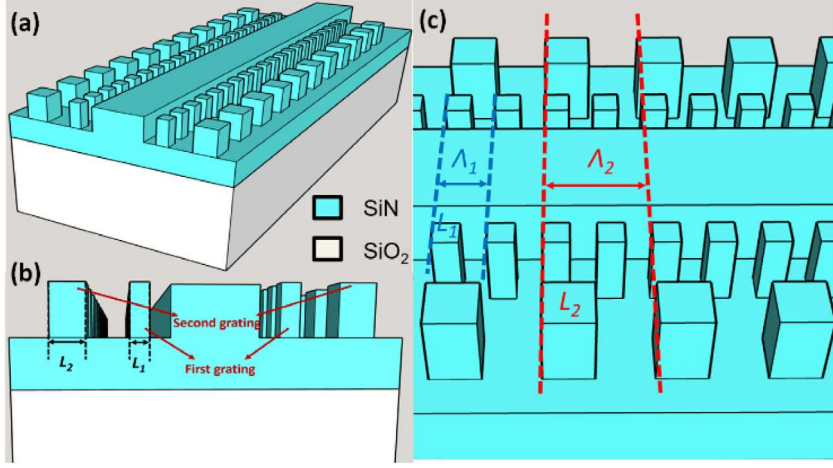 (a)
SiN
SiO₂
(b)
Second grating
First grating
L₂
L₁
(c)
Λ₁
Λ₂
L₁
L₂